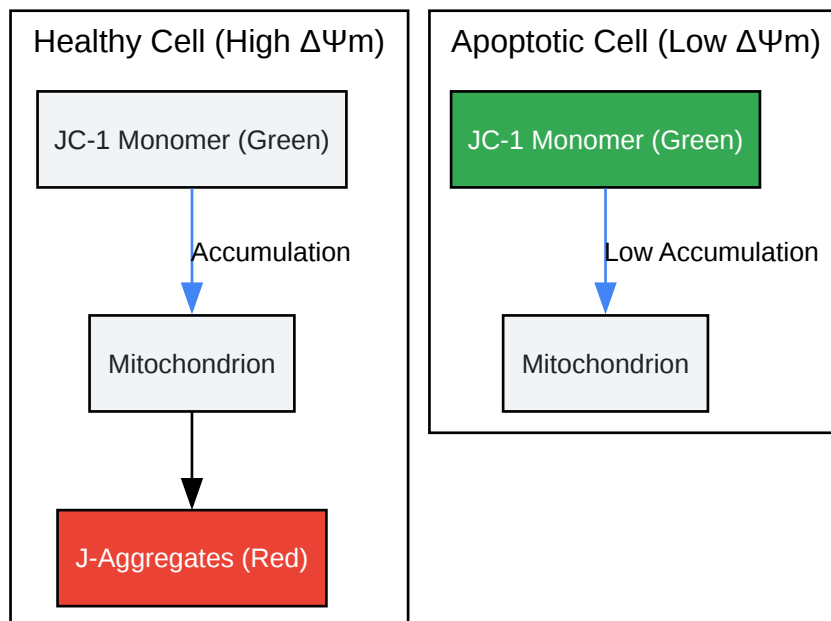 Healthy Cell (High ΔΨm)
JC-1 Monomer (Green)
Accumulation
Mitochondrion
J-Aggregates (Red)
Apoptotic Cell (Low ΔΨm)
JC-1 Monomer (Green)
Low Accumulation
Mitochondrion